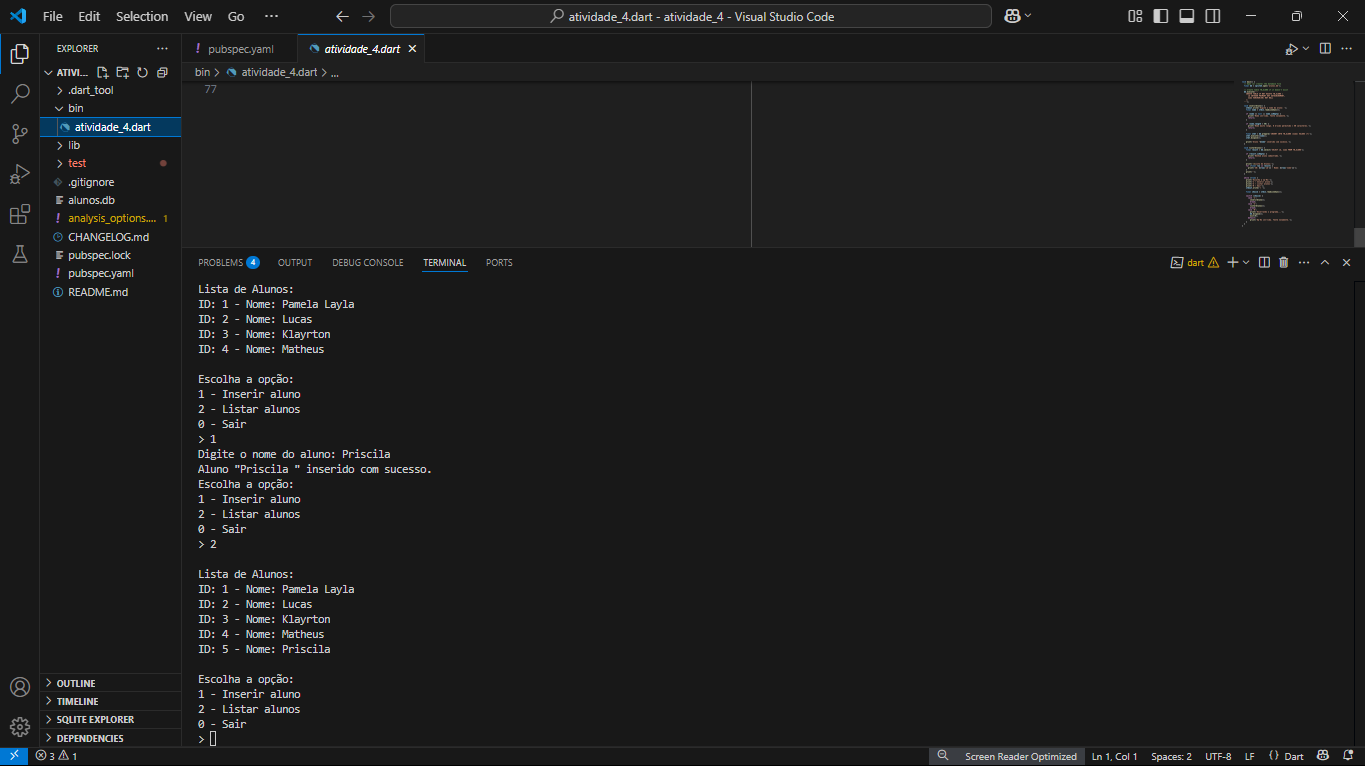 File Edit Selection View Go ··· atividade_4.dart - atividade_4 - Visual Studio Code
EXPLORER ···
ATIVI...
.dart_tool
bin
atividade_4.dart
lib
test
.gitignore
alunos.db
analysis_options.... 1
CHANGELOG.md
pubspec.lock
pubspec.yaml
README.md
OUTLINE
TIMELINE
SQLITE EXPLORER
DEPENDENCIES
pubspec.yaml atividade_4.dart
bin > atividade_4.dart > ...
77
PROBLEMS 4 OUTPUT DEBUG CONSOLE TERMINAL PORTS
dart
Lista de Alunos:
ID: 1 - Nome: Pamela Layla
ID: 2 - Nome: Lucas
ID: 3 - Nome: Klayrton
ID: 4 - Nome: Matheus
Escolha a opção:
1 - Inserir aluno
2 - Listar alunos
0 - Sair
> 1
Digite o nome do aluno: Priscila
Aluno "Priscila " inserido com sucesso.
Escolha a opção:
1 - Inserir aluno
2 - Listar alunos
0 - Sair
> 2
Lista de Alunos:
ID: 1 - Nome: Pamela Layla
ID: 2 - Nome: Lucas
ID: 3 - Nome: Klayrton
ID: 4 - Nome: Matheus
ID: 5 - Nome: Priscila
Escolha a opção:
1 - Inserir aluno
2 - Listar alunos
0 - Sair
>
3 1 Screen Reader Optimized Ln 1, Col 1 Spaces: 2 UTF-8 LF {} Dart